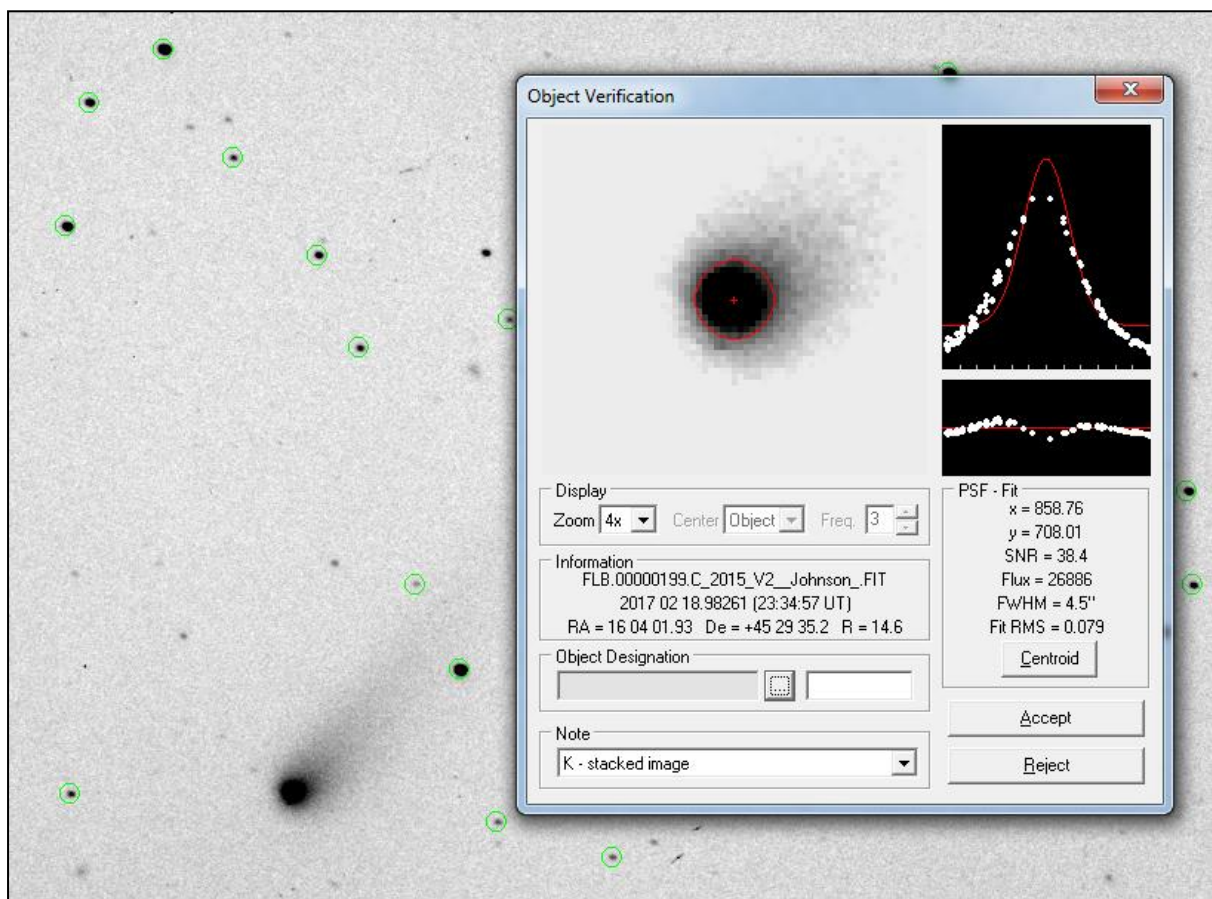 Object Verification
Display
Zoom 4x Center Object Freq. 3
Information
FLB.00000199.C_2015_V2__Johnson_.FIT
2017 02 18.98261 (23:34:57 UT)
RA = 16 04 01.93 De = +45 29 35.2 R = 14.6
Object Designation
...
Note
K - stacked image
PSF - Fit
x = 858.76
y = 708.01
SNR = 38.4
Flux = 26886
FWHM = 4.5"
Fit RMS = 0.079
Centroid
Accept
Reject